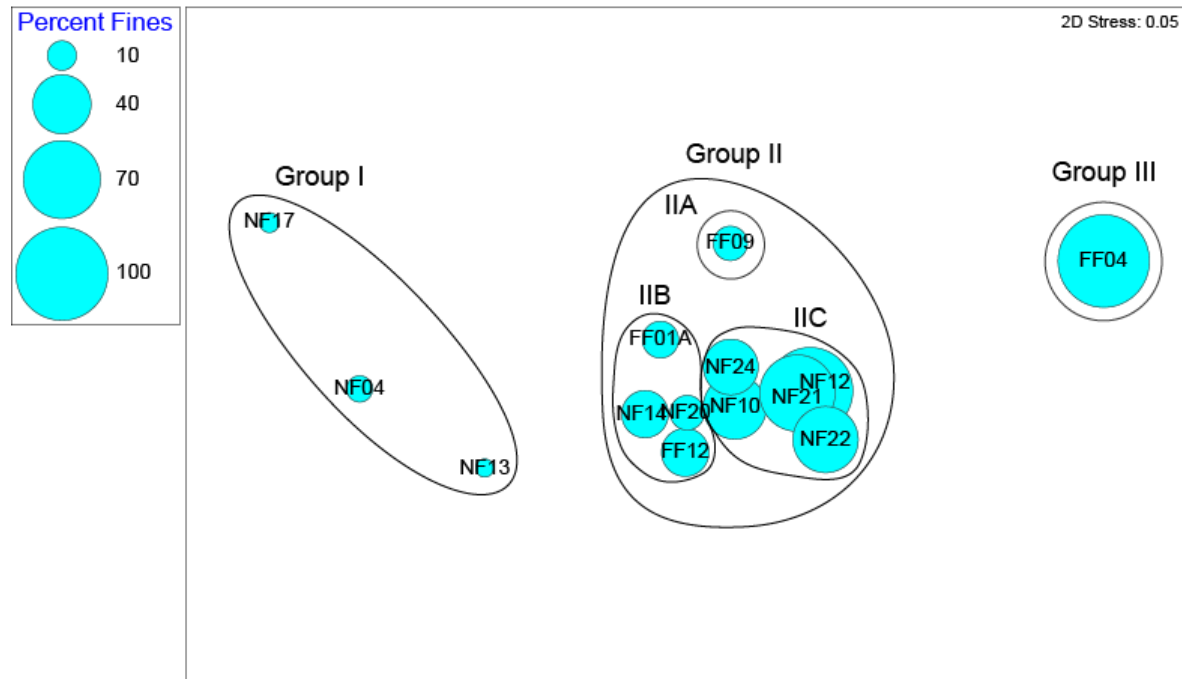 Percent Fines
10
40
70
100
2D Stress: 0.05
Group I
Group II
Group III
NF17
NF04
NF13
IIA
FF09
IIB
FF01A
NF14
NF20
FF12
IIC
NF24
NF10
NF12
NF21
NF22
FF04